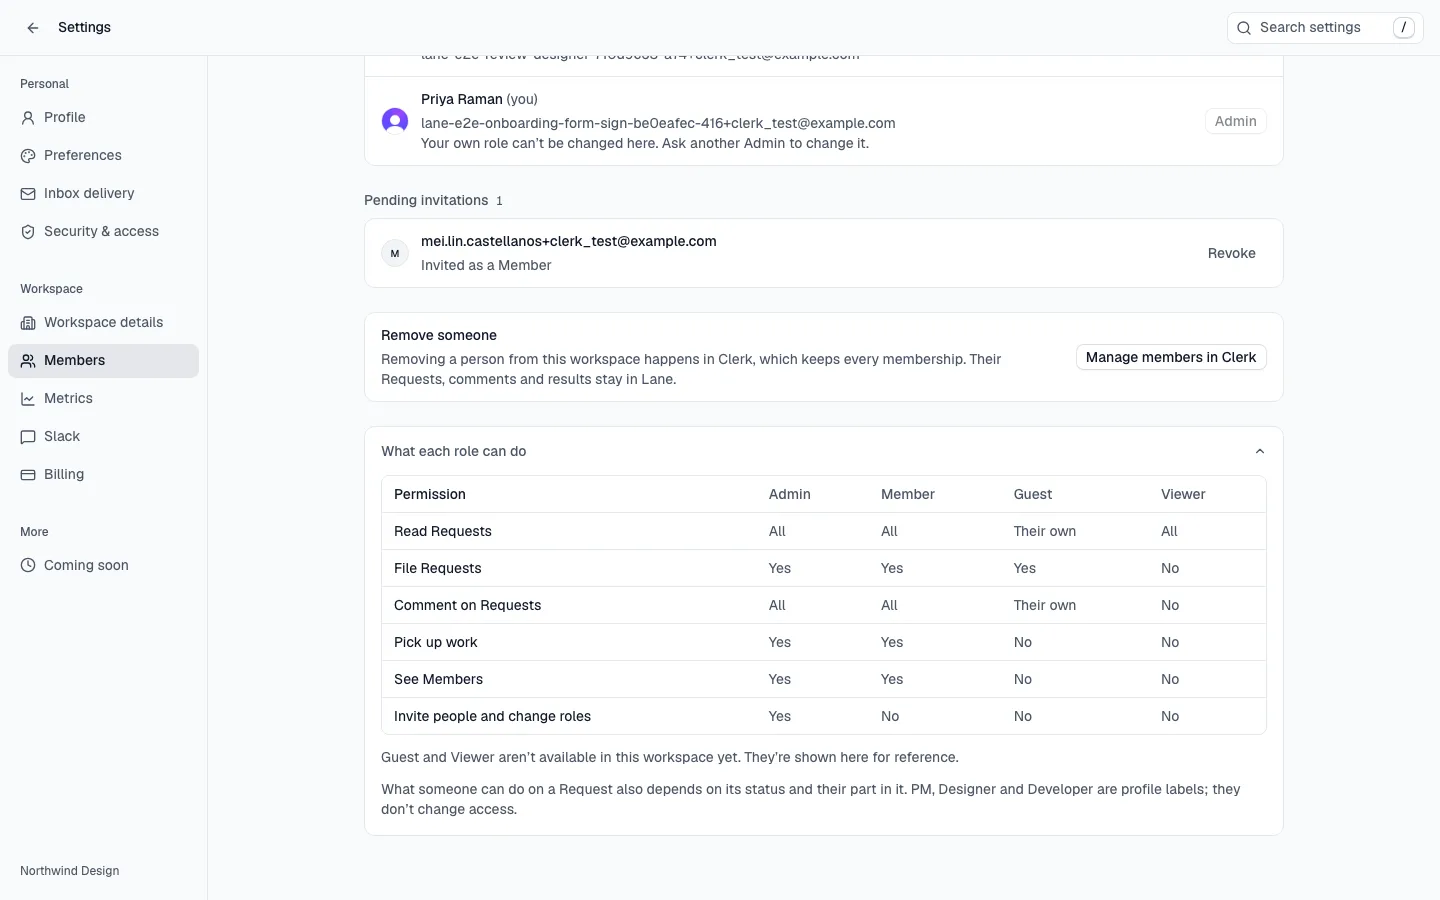 Settings
Search settings
/
Personal
Profile
Preferences
Inbox delivery
Security & access
Workspace
Workspace details
Members
Metrics
Slack
Billing
More
Coming soon
Northwind Design
Priya Raman (you)
lane-e2e-onboarding-form-sign-be0eafec-416+clerk_test@example.com
Your own role can’t be changed here. Ask another Admin to change it.
Admin
Pending invitations 1
M
mei.lin.castellanos+clerk_test@example.com
Invited as a Member
Revoke
Remove someone
Removing a person from this workspace happens in Clerk, which keeps every membership. Their
Requests, comments and results stay in Lane.
Manage members in Clerk
What each role can do
Permission Admin Member Guest Viewer
Read Requests All All Their own All
File Requests Yes Yes Yes No
Comment on Requests All All Their own No
Pick up work Yes Yes No No
See Members Yes Yes No No
Invite people and change roles Yes No No No
Guest and Viewer aren’t available in this workspace yet. They’re shown here for reference.
What someone can do on a Request also depends on its status and their part in it. PM, Designer and Developer are profile labels; they
don’t change access.